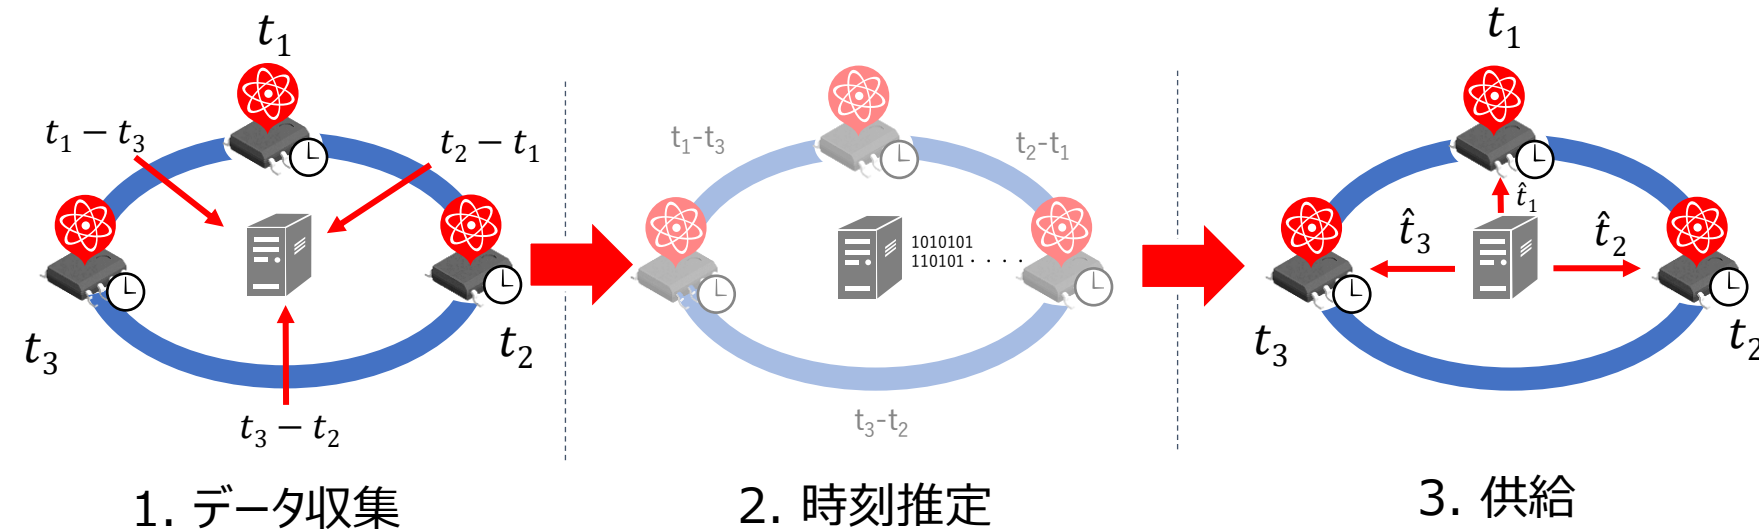 t₁
t₁ − t₃
t₂ − t₁
t₃
t₂
t₃ − t₂
1. データ収集
t₁-t₃
t₂-t₁
1010101
110101・・・・
t₃-t₂
2. 時刻推定
t₁
t̂₁
t̂₃
t̂₂
t₃
t₂
3. 供給